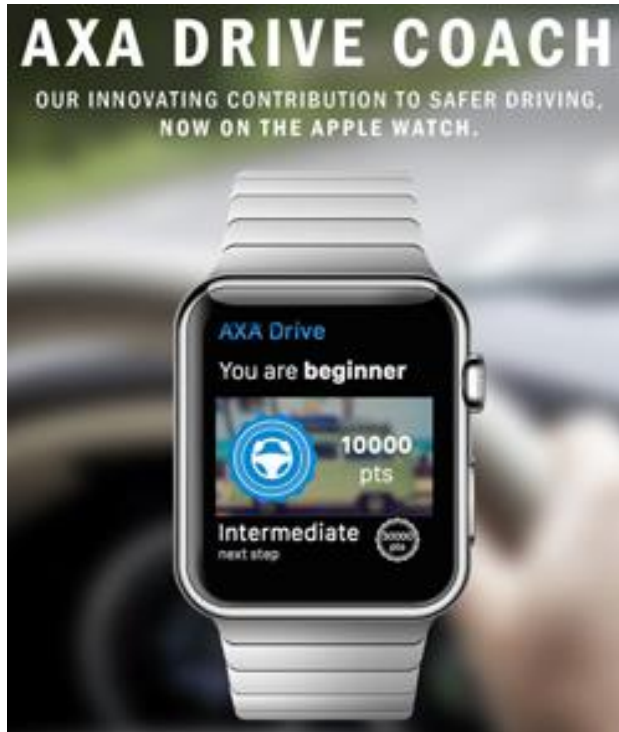 AXA DRIVE COACH
OUR INNOVATING CONTRIBUTION TO SAFER DRIVING,
NOW ON THE APPLE WATCH.
AXA Drive
You are beginner
10000
pts
Intermediate
next step
pts